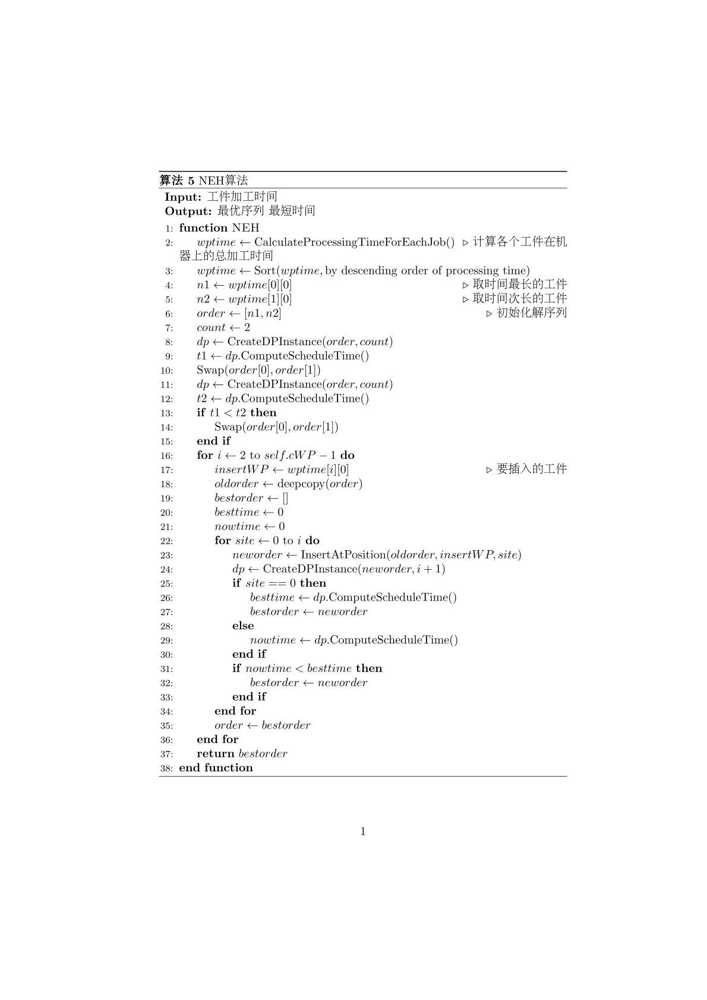 算法 5 NEH算法
Input: 工件加工时间
Output: 最优序列 最短时间
1: function NEH
2: wptime ← CalculateProcessingTimeForEachJob() ▷ 计算各个工件在机
器上的总加工时间
3: wptime ← Sort(wptime, by descending order of processing time)
4: n1 ← wptime[0][0] ▷ 取时间最长的工件
5: n2 ← wptime[1][0] ▷ 取时间次长的工件
6: order ← [n1, n2] ▷ 初始化解序列
7: count ← 2
8: dp ← CreateDPInstance(order, count)
9: t1 ← dp.ComputeScheduleTime()
10: Swap(order[0], order[1])
11: dp ← CreateDPInstance(order, count)
12: t2 ← dp.ComputeScheduleTime()
13: if t1 < t2 then
14: Swap(order[0], order[1])
15: end if
16: for i ← 2 to self.cWP − 1 do
17: insertWP ← wptime[i][0] ▷ 要插入的工件
18: oldorder ← deepcopy(order)
19: bestorder ← []
20: besttime ← 0
21: nowtime ← 0
22: for site ← 0 to i do
23: neworder ← InsertAtPosition(oldorder, insertWP, site)
24: dp ← CreateDPInstance(neworder, i + 1)
25: if site == 0 then
26: besttime ← dp.ComputeScheduleTime()
27: bestorder ← neworder
28: else
29: nowtime ← dp.ComputeScheduleTime()
30: end if
31: if nowtime < besttime then
32: bestorder ← neworder
33: end if
34: end for
35: order ← bestorder
36: end for
37: return bestorder
38: end function
1